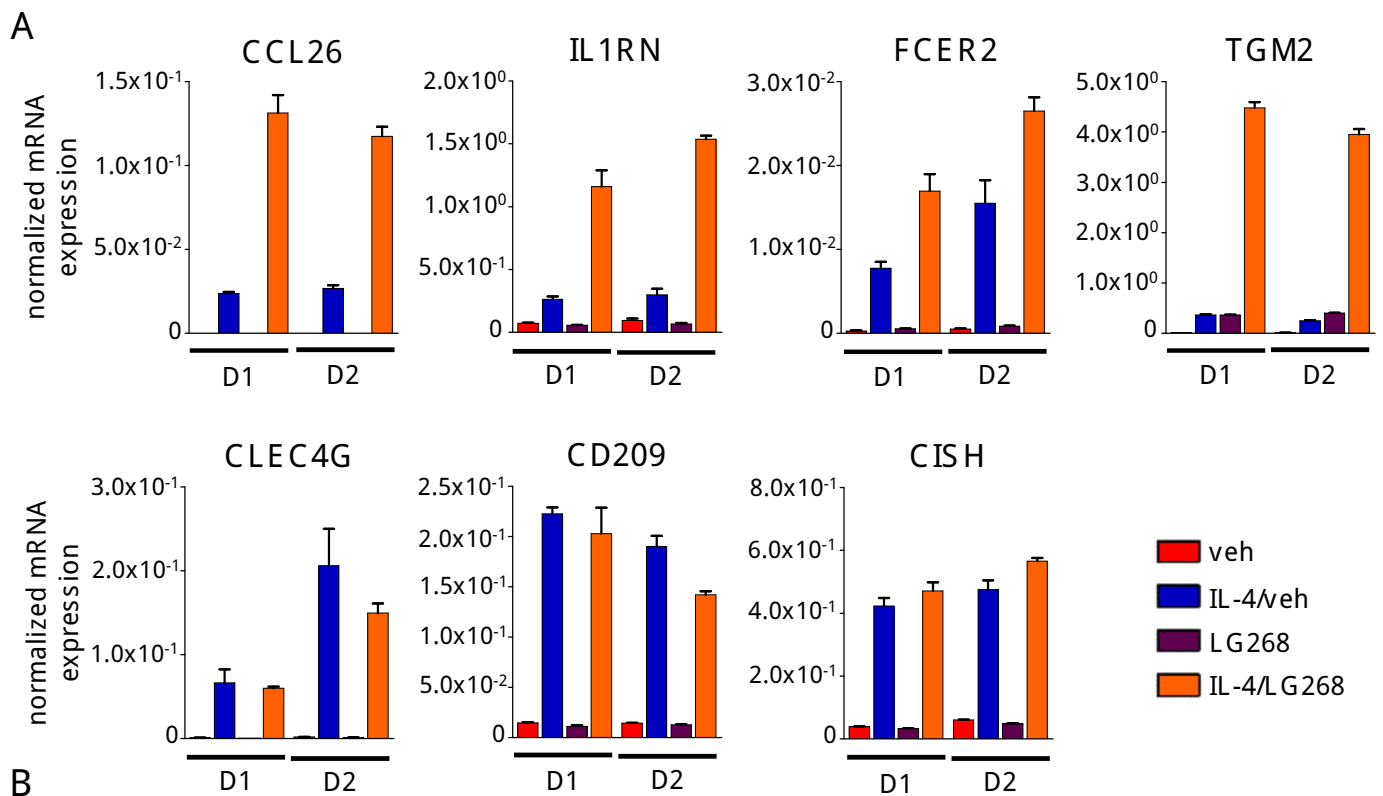 A
CCL26
IL1RN
FCER2
TGM2
normalized mRNA
expression
1.5x10⁻¹
1.0x10⁻¹
5.0x10⁻²
0
D1
D2
2.0x10⁰
1.5x10⁰
1.0x10⁰
5.0x10⁻¹
0
D1
D2
3.0x10⁻²
2.0x10⁻²
1.0x10⁻²
0
D1
D2
5.0x10⁰
4.0x10⁰
3.0x10⁰
2.0x10⁰
1.0x10⁰
0
D1
D2
CLEC4G
CD209
CISH
normalized mRNA
expression
3.0x10⁻¹
2.0x10⁻¹
1.0x10⁻¹
0
D1
D2
2.5x10⁻¹
2.0x10⁻¹
1.5x10⁻¹
1.0x10⁻¹
5.0x10⁻²
0
D1
D2
8.0x10⁻¹
6.0x10⁻¹
4.0x10⁻¹
2.0x10⁻¹
0
D1
D2
veh
IL-4/veh
LG268
IL-4/LG268
B